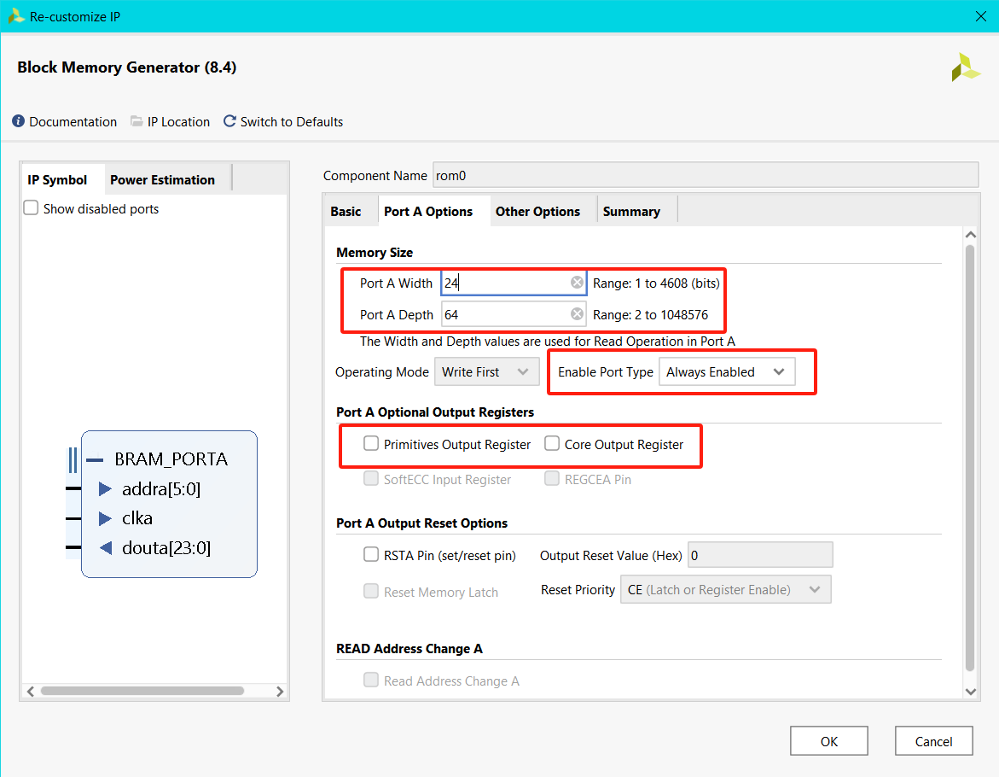 Re-customize IP
Block Memory Generator (8.4)
Documentation IP Location Switch to Defaults
IP Symbol Power Estimation
Show disabled ports
BRAM_PORTA
addra[5:0]
clka
douta[23:0]
Component Name rom0
Basic Port A Options Other Options Summary
Memory Size
Port A Width 24 Range: 1 to 4608 (bits)
Port A Depth 64 Range: 2 to 1048576
The Width and Depth values are used for Read Operation in Port A
Operating Mode Write First Enable Port Type Always Enabled
Port A Optional Output Registers
Primitives Output Register Core Output Register
SoftECC Input Register REGCEA Pin
Port A Output Reset Options
RSTA Pin (set/reset pin) Output Reset Value (Hex) 0
Reset Memory Latch Reset Priority CE (Latch or Register Enable)
READ Address Change A
Read Address Change A
OK Cancel